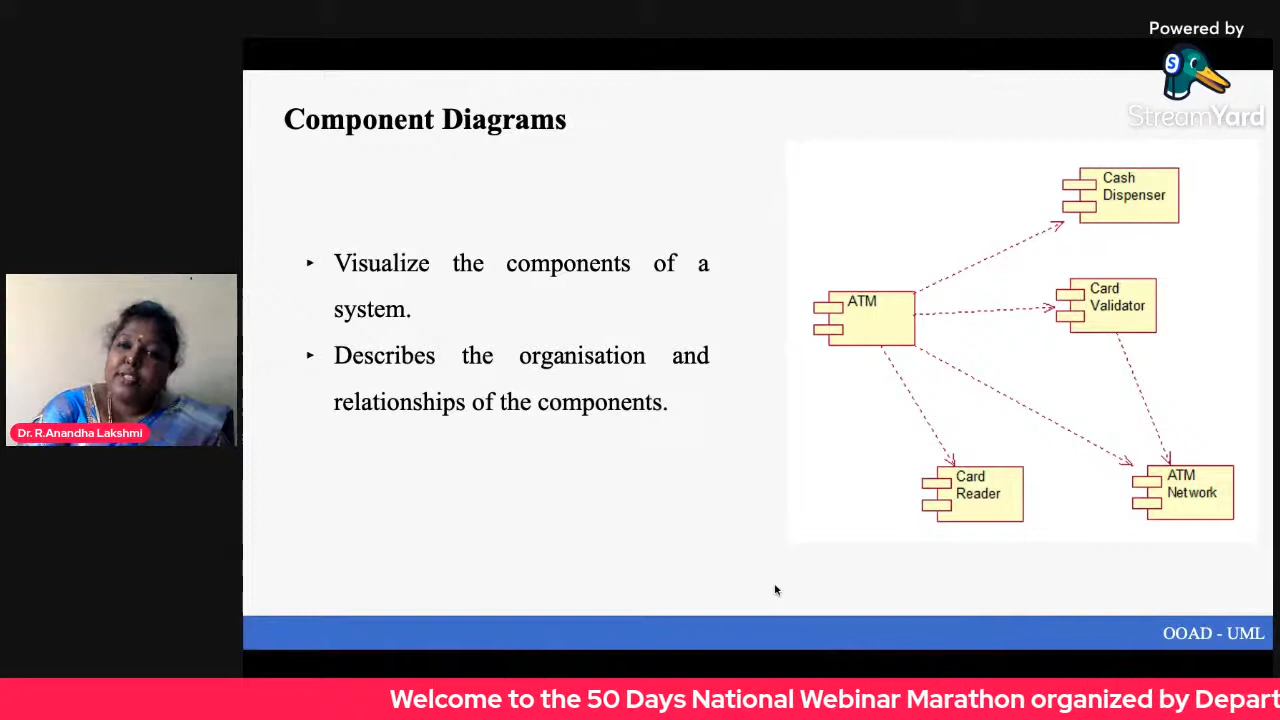 Powered by
StreamYard
Component Diagrams
‣ Visualize the components of a
system.
‣ Describes the organisation and
relationships of the components.
Cash
Dispenser
ATM
Card
Validator
Card
Reader
ATM
Network
Dr. R.Anandha Lakshmi
OOAD - UML
Welcome to the 50 Days National Webinar Marathon organized by Depart